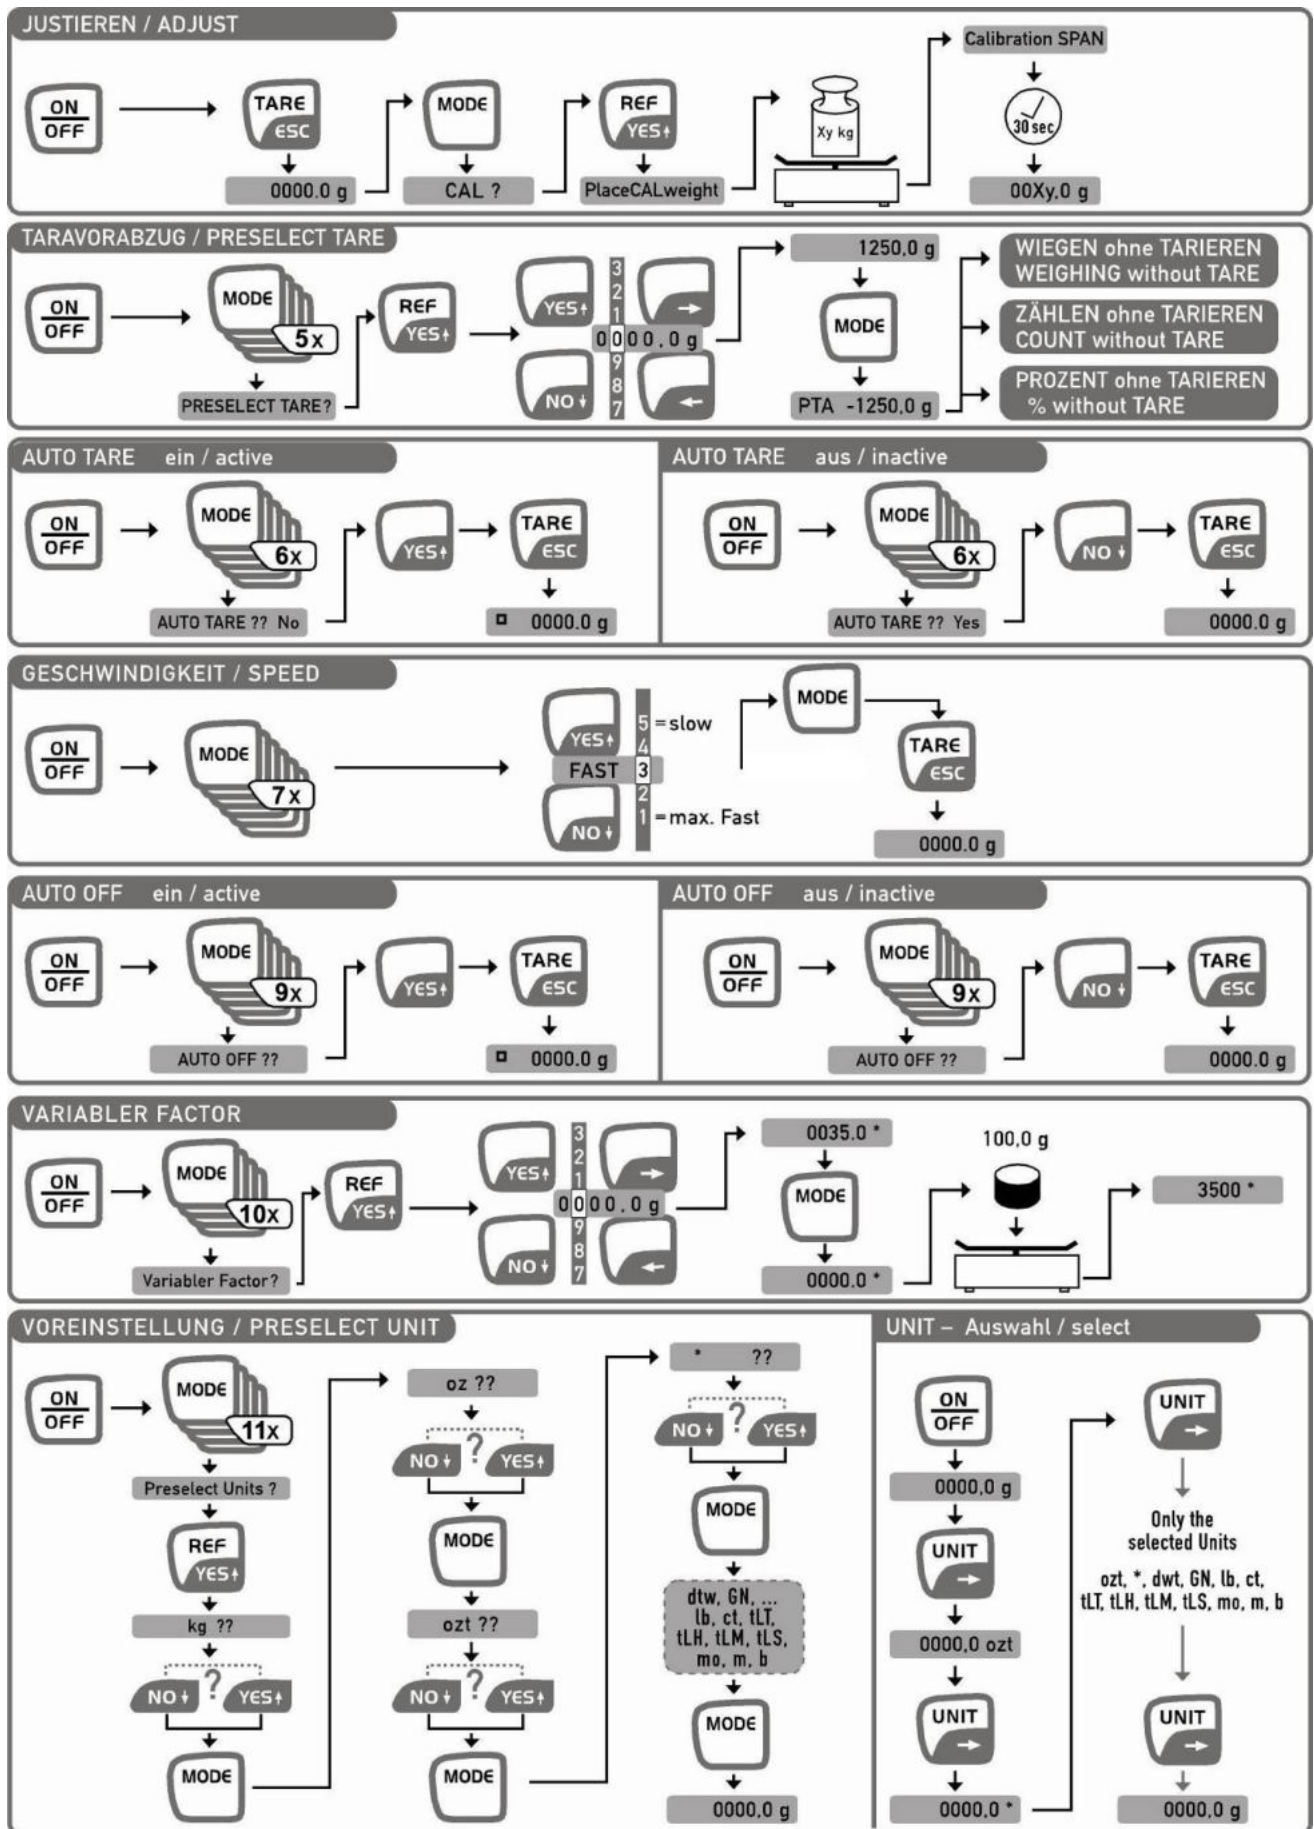 JUSTIEREN / ADJUST
ON
OFF
TARE
ESC
0000.0 g
MODE
CAL ?
REF
YES↑
PlaceCALweight
Xy kg
Calibration SPAN
30 sec
00Xy,0 g
TARAVORABZUG / PRESELECT TARE
ON
OFF
MODE
5x
PRESELECT TARE?
REF
YES↑
YES↑
NO↓
3
2
1
0000,0 g
9
8
7
→
←
1250,0 g
MODE
PTA -1250,0 g
WIEGEN ohne TARIEREN
WEIGHING without TARE
ZÄHLEN ohne TARIEREN
COUNT without TARE
PROZENT ohne TARIEREN
% without TARE
AUTO TARE ein / active
ON
OFF
MODE
6x
AUTO TARE ?? No
YES↑
TARE
ESC
0000.0 g
AUTO TARE aus / inactive
ON
OFF
MODE
6x
AUTO TARE ?? Yes
NO ↓
TARE
ESC
0000.0 g
GESCHWINDIGKEIT / SPEED
ON
OFF
MODE
7x
YES↑
NO↓
5 =slow
4
FAST 3
2
1 =max. Fast
MODE
TARE
ESC
0000.0 g
AUTO OFF ein / active
ON
OFF
MODE
9x
AUTO OFF ??
YES↑
TARE
ESC
0000.0 g
AUTO OFF aus / inactive
ON
OFF
MODE
9x
AUTO OFF ??
NO ↓
TARE
ESC
0000.0 g
VARIABLER FACTOR
ON
OFF
MODE
10x
Variabler Factor?
REF
YES↑
YES↑
NO↓
3
2
1
0000,0 g
9
8
7
→
←
0035.0 *
MODE
0000.0 *
100,0 g
3500 *
VOREINSTELLUNG / PRESELECT UNIT
ON
OFF
MODE
11x
Preselect Units ?
REF
YES↑
kg ??
NO↓ ? YES↑
MODE
oz ??
NO↓ ? YES↑
MODE
ozt ??
NO↓ ? YES↑
MODE
* ??
NO↓ ? YES↑
MODE
dtw, GN, ...
lb, ct, tLT,
tLH, tLM, tLS,
mo, m, b
MODE
0000,0 g
UNIT – Auswahl / select
ON
OFF
0000,0 g
UNIT
→
0000,0 ozt
UNIT
→
0000,0 *
UNIT
→
Only the
selected Units
ozt, *, dwt, GN, lb, ct,
tLT, tLH, tLM, tLS, mo, m, b
UNIT
→
0000,0 g